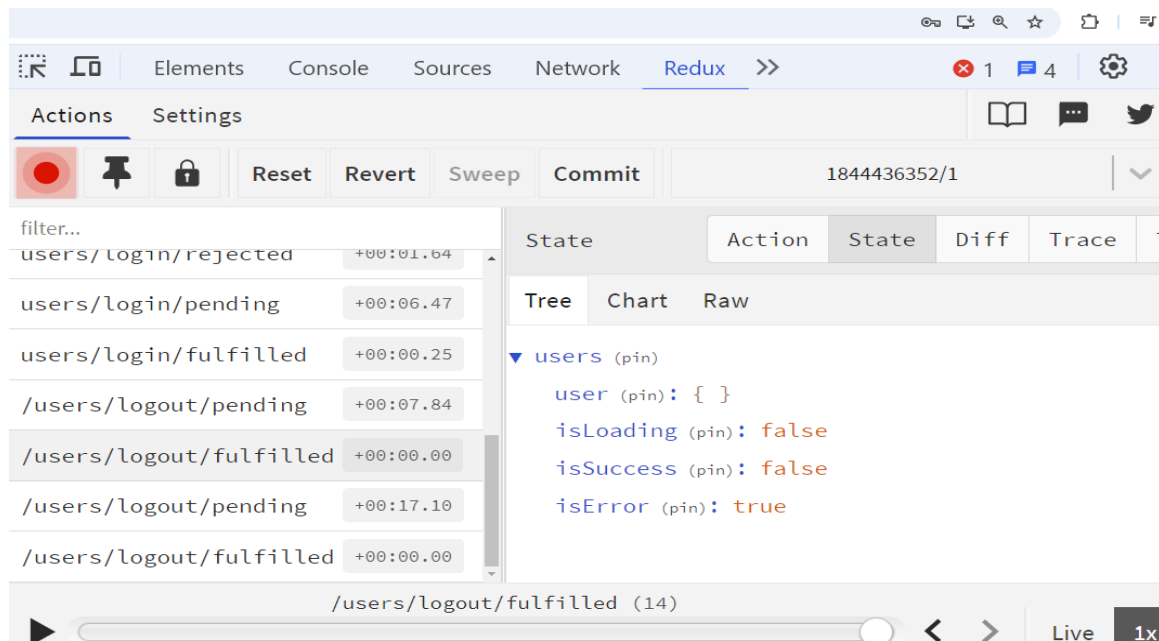 Elements Console Sources Network Redux 1 4
Actions Settings
Reset Revert Sweep Commit 1844436352/1
filter...
users/login/rejected +00:01.64
users/login/pending +00:06.47
users/login/fulfilled +00:00.25
/users/logout/pending +00:07.84
/users/logout/fulfilled +00:00.00
/users/logout/pending +00:17.10
/users/logout/fulfilled +00:00.00
State Action State Diff Trace
Tree Chart Raw
users (pin)
user (pin): { }
isLoading (pin): false
isSuccess (pin): false
isError (pin): true
/users/logout/fulfilled (14)
Live 1x